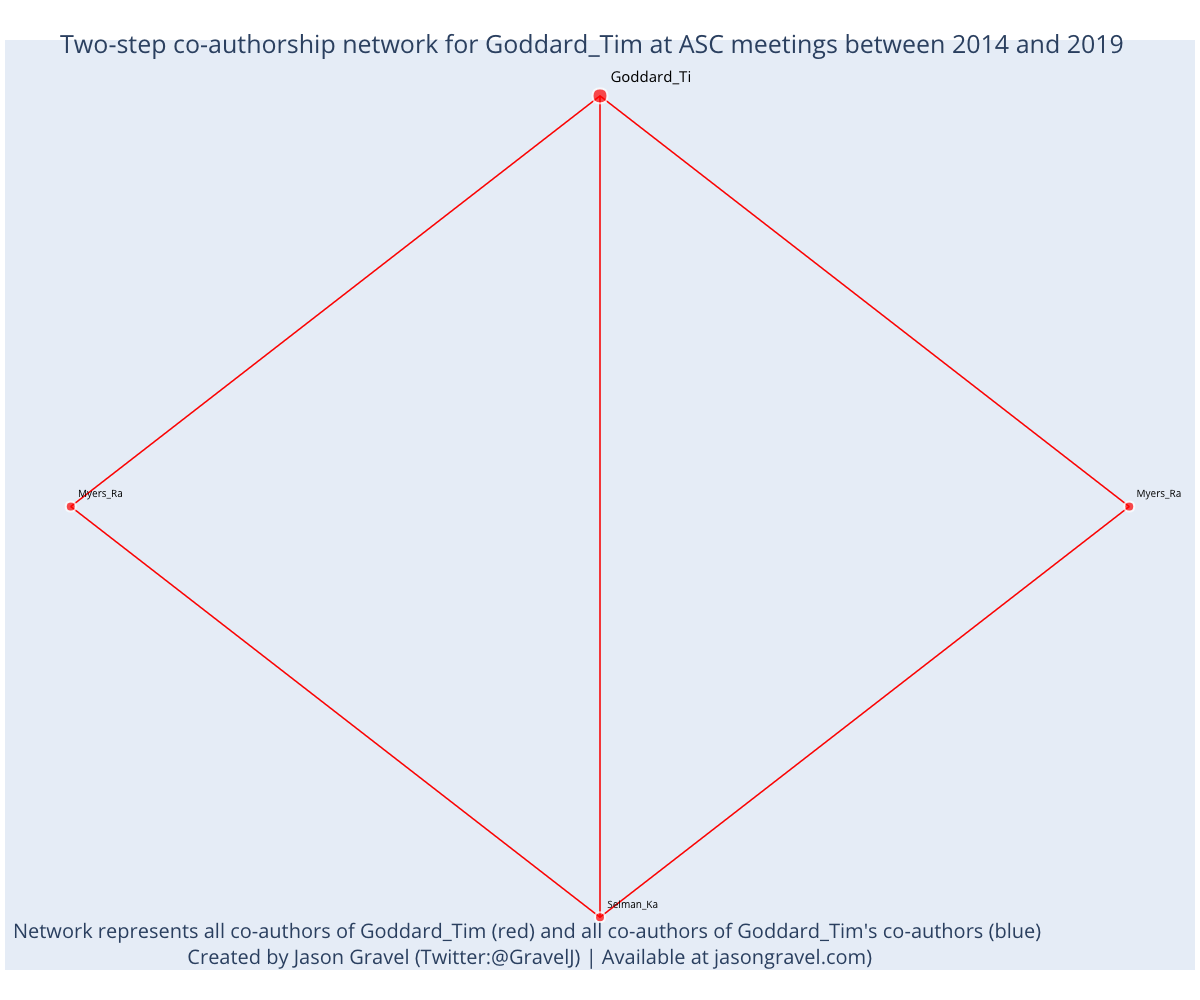 Two-step co-authorship network for Goddard_Tim at ASC meetings between 2014 and 2019
Goddard_Ti
Myers_Ra
Myers_Ra
Selman_Ka
Network represents all co-authors of Goddard_Tim (red) and all co-authors of Goddard_Tim's co-authors (blue)
Created by Jason Gravel (Twitter:@GravelJ) | Available at jasongravel.com)